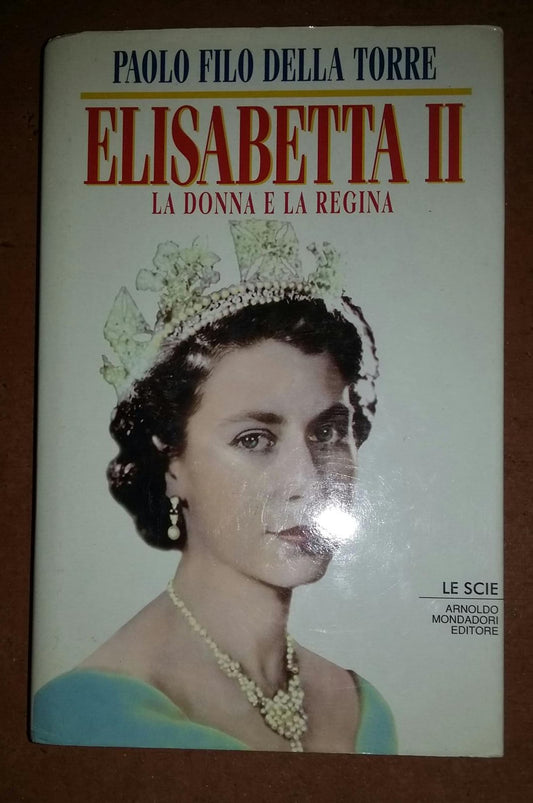 PAOLO FILO DELLA TORRE
ELISABETTA II
LA DONNA E LA REGINA
LE SCIE
ARNOLDO
MONDADORI
EDITORE